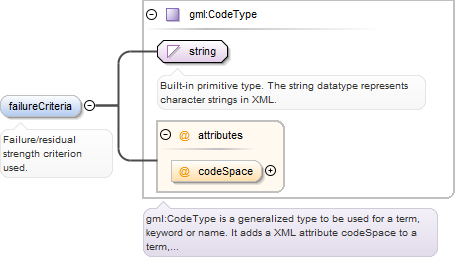 gml:CodeType
string
Built-in primitive type. The string datatype represents
character strings in XML.
failureCriteria
Failure/residual
strength criterion
used.
@ attributes
@ codeSpace
gml:CodeType is a generalized type to be used for a term,
keyword or name. It adds a XML attribute codeSpace to a
term,...